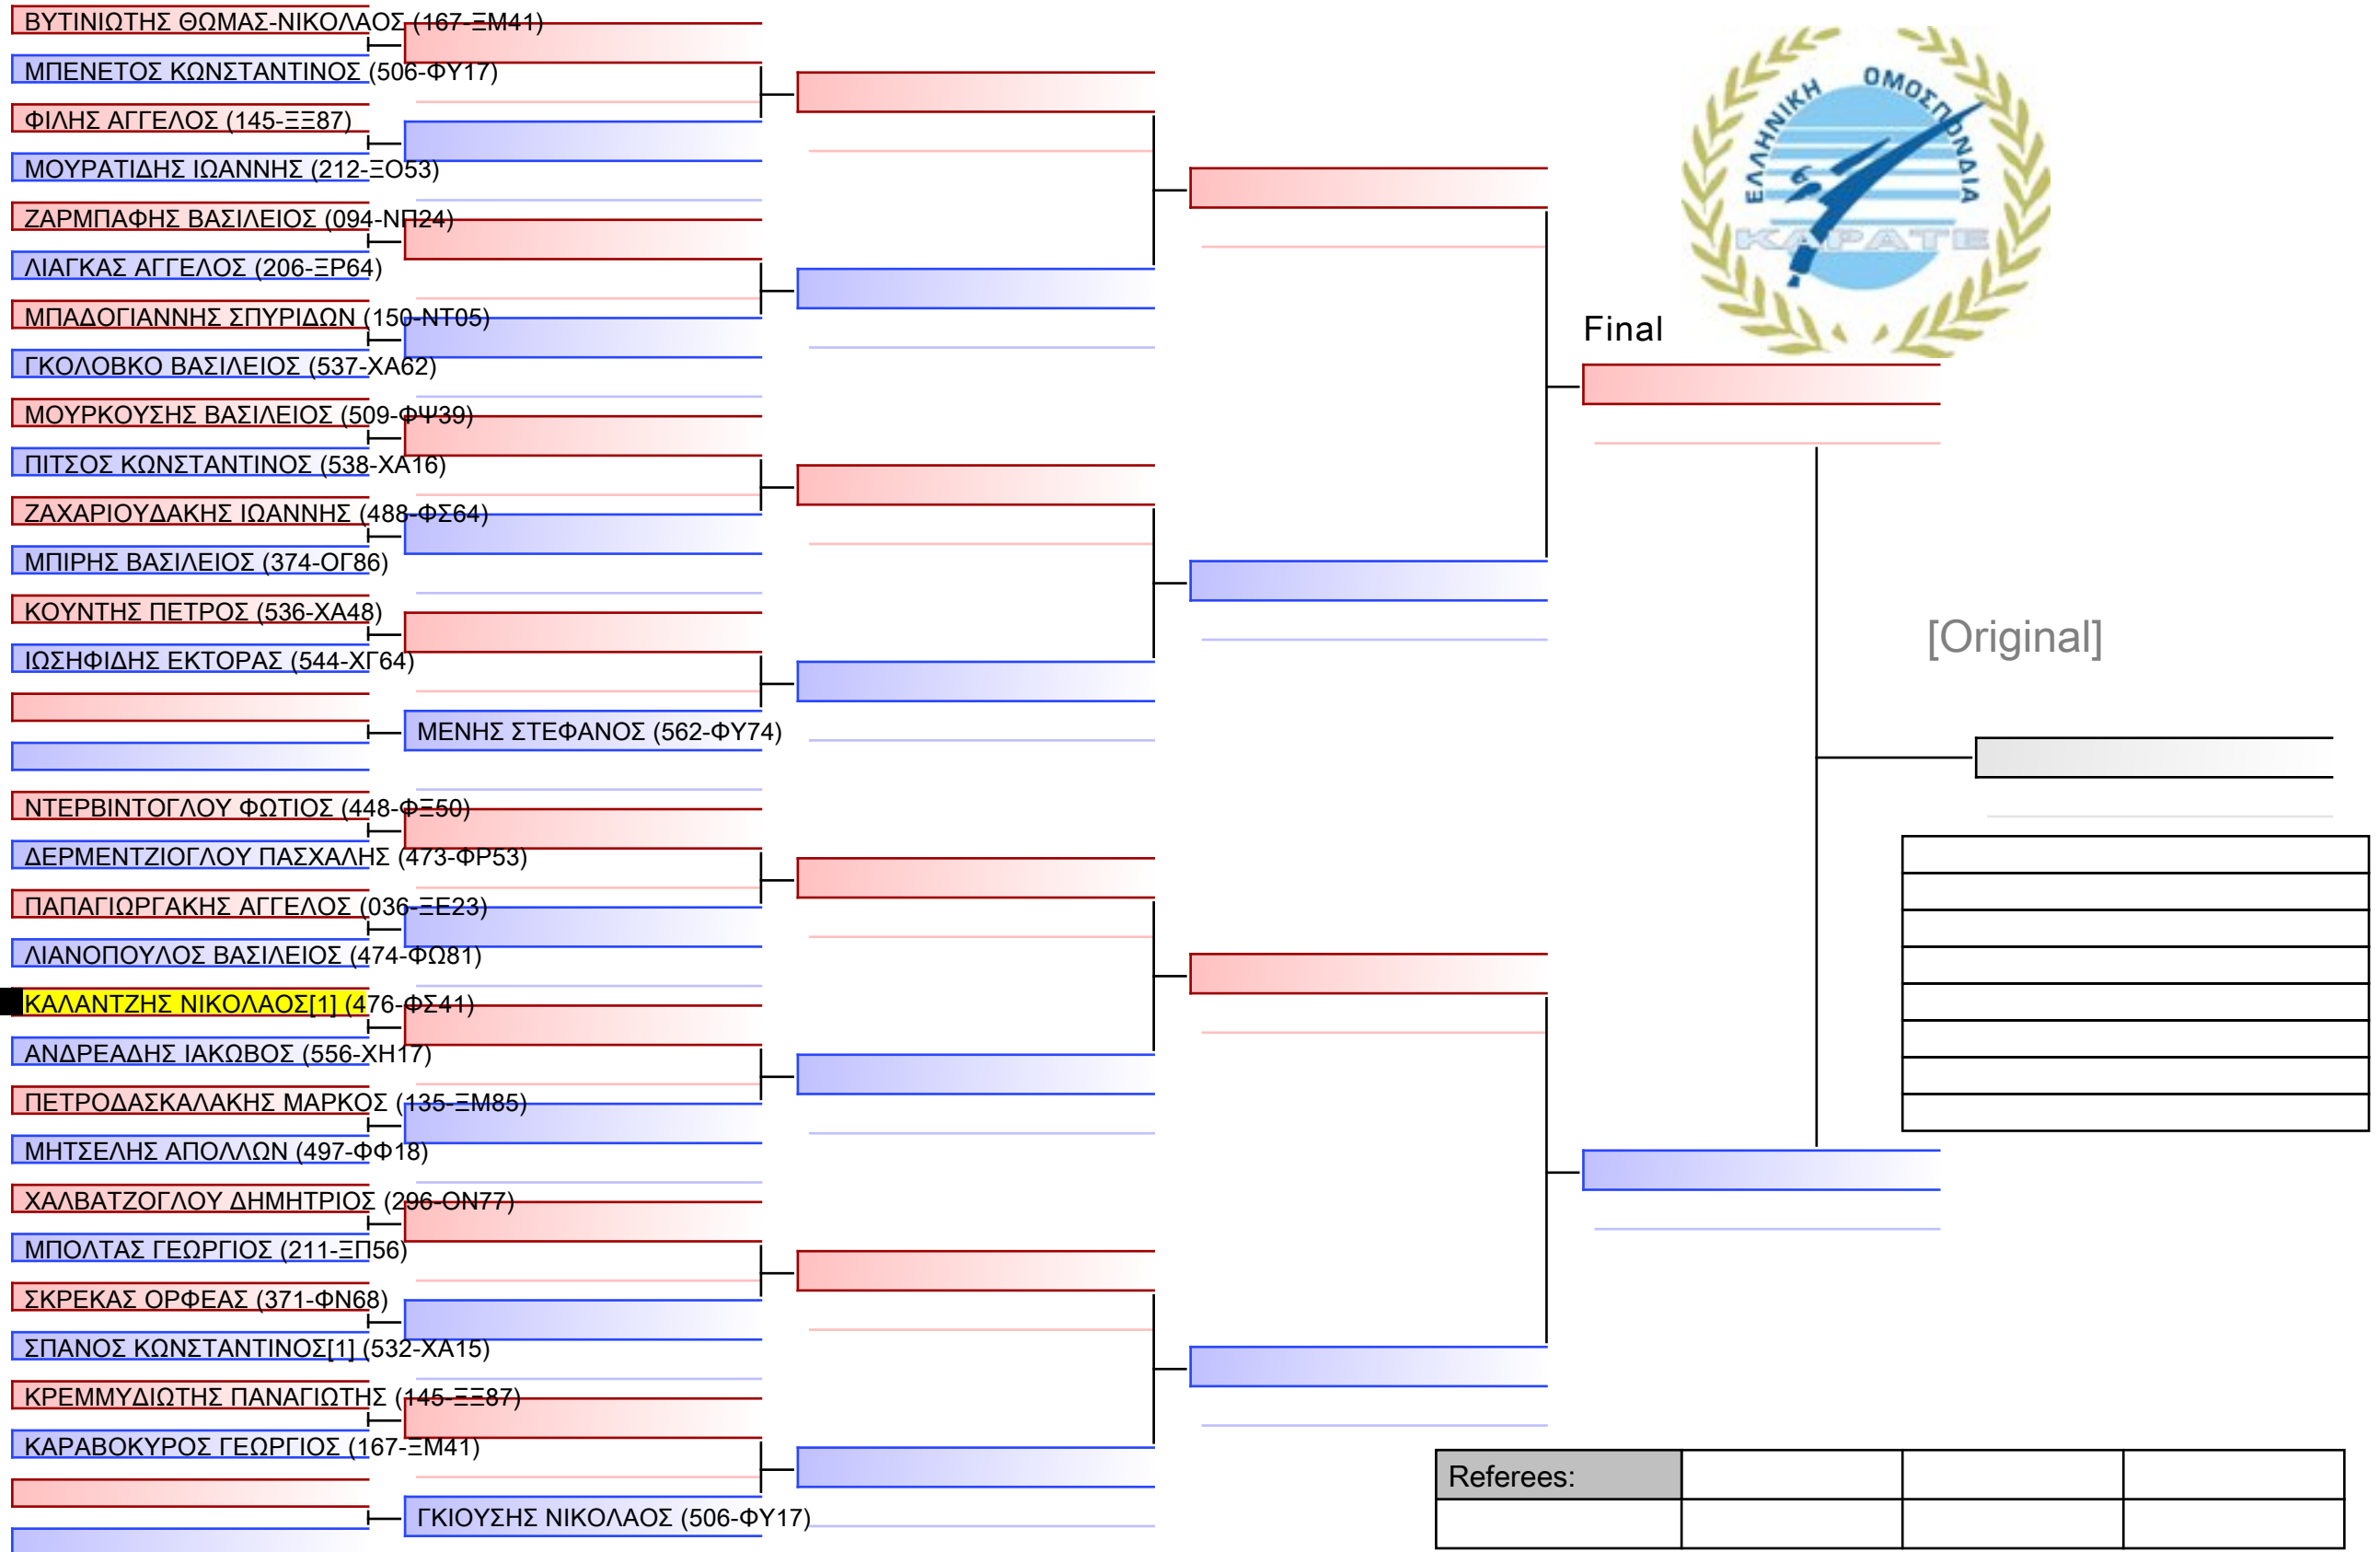 ΒΥΤΙΝΙΩΤΗΣ ΘΩΜΑΣ-ΝΙΚΟΛΑΟΣ (167-ΞΜ41)
ΜΠΕΝΕΤΟΣ ΚΩΝΣΤΑΝΤΙΝΟΣ (506-ΦΥ17)
ΦΙΛΗΣ ΑΓΓΕΛΟΣ (145-ΞΞ87)
ΜΟΥΡΑΤΙΔΗΣ ΙΩΑΝΝΗΣ (212-ΞΟ53)
ΖΑΡΜΠΑΦΗΣ ΒΑΣΙΛΕΙΟΣ (094-ΝΠ24)
ΛΙΑΓΚΑΣ ΑΓΓΕΛΟΣ (206-ΞΡ64)
ΜΠΑΔΟΓΙΑΝΝΗΣ ΣΠΥΡΙΔΩΝ (150-ΝΤ05)
ΓΚΟΛΟΒΚΟ ΒΑΣΙΛΕΙΟΣ (537-ΧΑ62)
ΜΟΥΡΚΟΥΣΗΣ ΒΑΣΙΛΕΙΟΣ (509-ΦΨ39)
ΠΙΤΣΟΣ ΚΩΝΣΤΑΝΤΙΝΟΣ (538-ΧΑ16)
ΖΑΧΑΡΙΟΥΔΑΚΗΣ ΙΩΑΝΝΗΣ (488-ΦΣ64)
ΜΠΙΡΗΣ ΒΑΣΙΛΕΙΟΣ (374-ΟΓ86)
ΚΟΥΝΤΗΣ ΠΕΤΡΟΣ (536-ΧΑ48)
ΙΩΣΗΦΙΔΗΣ ΕΚΤΟΡΑΣ (544-ΧΓ64)
ΜΕΝΗΣ ΣΤΕΦΑΝΟΣ (562-ΦΥ74)
ΝΤΕΡΒΙΝΤΟΓΛΟΥ ΦΩΤΙΟΣ (448-ΦΞ50)
ΔΕΡΜΕΝΤΖΙΟΓΛΟΥ ΠΑΣΧΑΛΗΣ (473-ΦΡ53)
ΠΑΠΑΓΙΩΡΓΑΚΗΣ ΑΓΓΕΛΟΣ (036-ΞΕ23)
ΛΙΑΝΟΠΟΥΛΟΣ ΒΑΣΙΛΕΙΟΣ (474-ΦΩ81)
ΚΑΛΑΝΤΖΗΣ ΝΙΚΟΛΑΟΣ[1] (476-ΦΣ41)
ΑΝΔΡΕΑΔΗΣ ΙΑΚΩΒΟΣ (556-ΧΗ17)
ΠΕΤΡΟΔΑΣΚΑΛΑΚΗΣ ΜΑΡΚΟΣ (135-ΞΜ85)
ΜΗΤΣΕΛΗΣ ΑΠΟΛΛΩΝ (497-ΦΦ18)
ΧΑΛΒΑΤΖΟΓΛΟΥ ΔΗΜΗΤΡΙΟΣ (296-ΟΝ77)
ΜΠΟΛΤΑΣ ΓΕΩΡΓΙΟΣ (211-ΞΠ56)
ΣΚΡΕΚΑΣ ΟΡΦΕΑΣ (371-ΦΝ68)
ΣΠΑΝΟΣ ΚΩΝΣΤΑΝΤΙΝΟΣ[1] (532-ΧΑ15)
ΚΡΕΜΜΥΔΙΩΤΗΣ ΠΑΝΑΓΙΩΤΗΣ (145-ΞΞ87)
ΚΑΡΑΒΟΚΥΡΟΣ ΓΕΩΡΓΙΟΣ (167-ΞΜ41)
ΓΚΙΟΥΣΗΣ ΝΙΚΟΛΑΟΣ (506-ΦΥ17)
ΕΛΛΗΝΙΚΗ ΟΜΟΣΠΟΝΔΙΑ
ΚΑΡΑΤΕ
Final
[Original]
Referees: